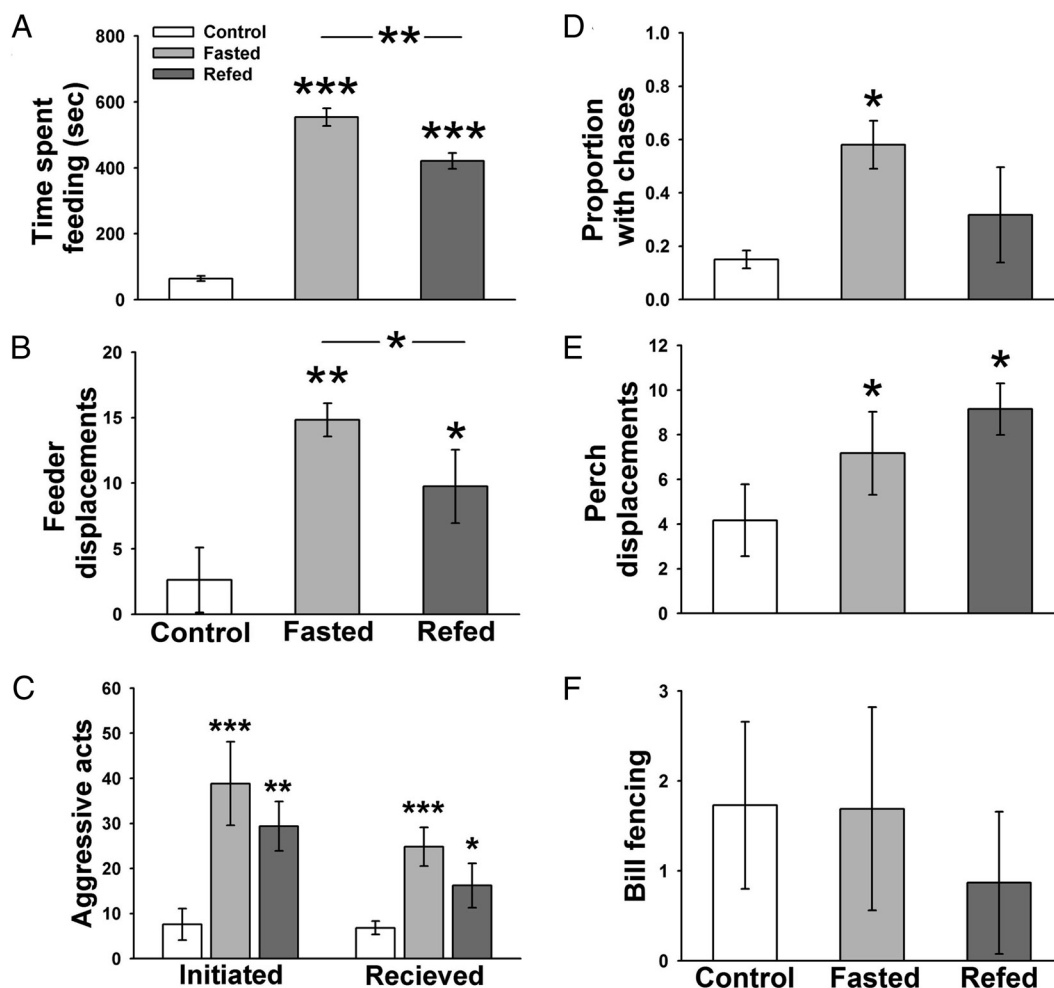 A
Time spent
feeding (sec)
800
600
400
200
0
Control
Fasted
Refed
**
***
***
B
Feeder
displacements
20
15
10
5
0
*
**
*
Control Fasted Refed
C
Aggressive acts
60
50
40
30
20
10
0
***
**
***
*
Initiated Recieved
D
Proportion
with chases
1.0
0.8
0.6
0.4
0.2
0.0
*
E
Perch
displacements
12
10
8
6
4
2
0
*
*
F
Bill fencing
3
2
1
0
Control Fasted Refed